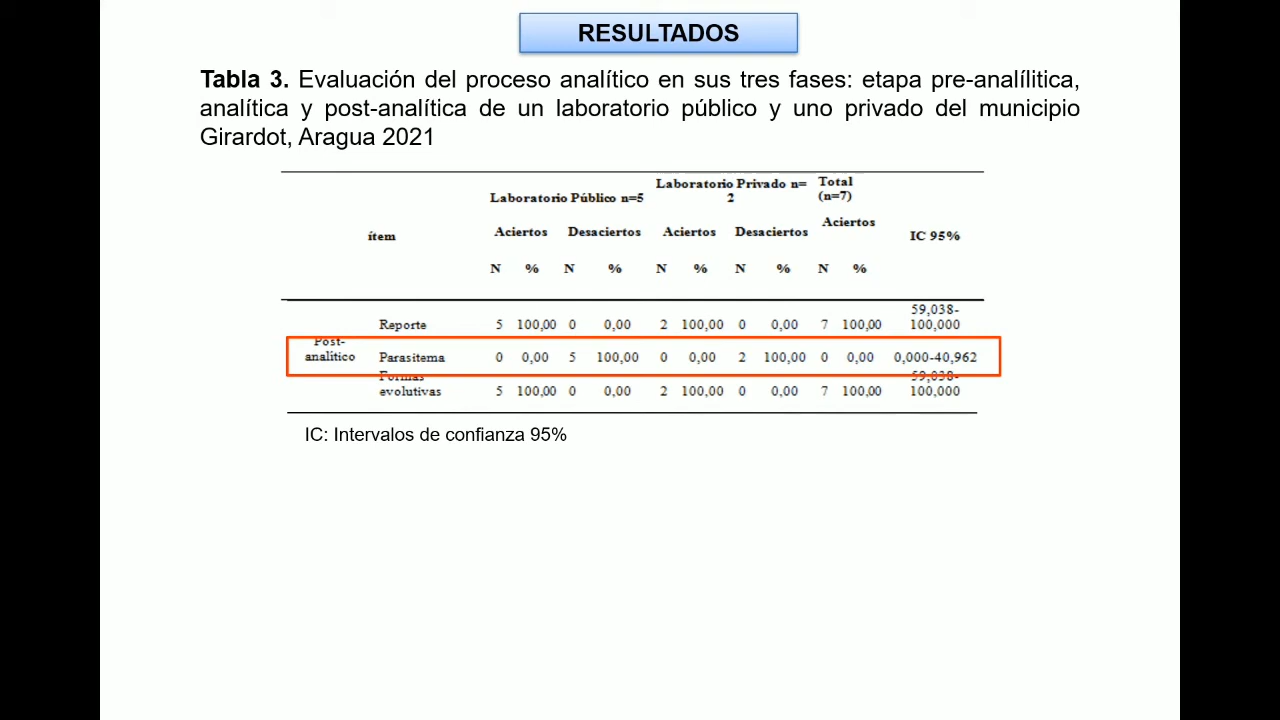 RESULTADOS
Tabla 3. Evaluación del proceso analítico en sus tres fases: etapa pre-analílitica,
analítica y post-analítica de un laboratorio público y uno privado del municipio
Girardot, Aragua 2021
ítem Laboratorio Público n=5 Laboratorio Privado n= 2 Total (n=7) IC 95%
Aciertos Desaciertos Aciertos Desaciertos Aciertos
N % N % N % N % N %
Reporte 5 100,00 0 0,00 2 100,00 0 0,00 7 100,00 59,038-100,000
Post-analitico Parasitema 0 0,00 5 100,00 0 0,00 2 100,00 0 0,00 0,000-40,962
Formas evolutivas 5 100,00 0 0,00 2 100,00 0 0,00 7 100,00 59,038-100,000
IC: Intervalos de confianza 95%